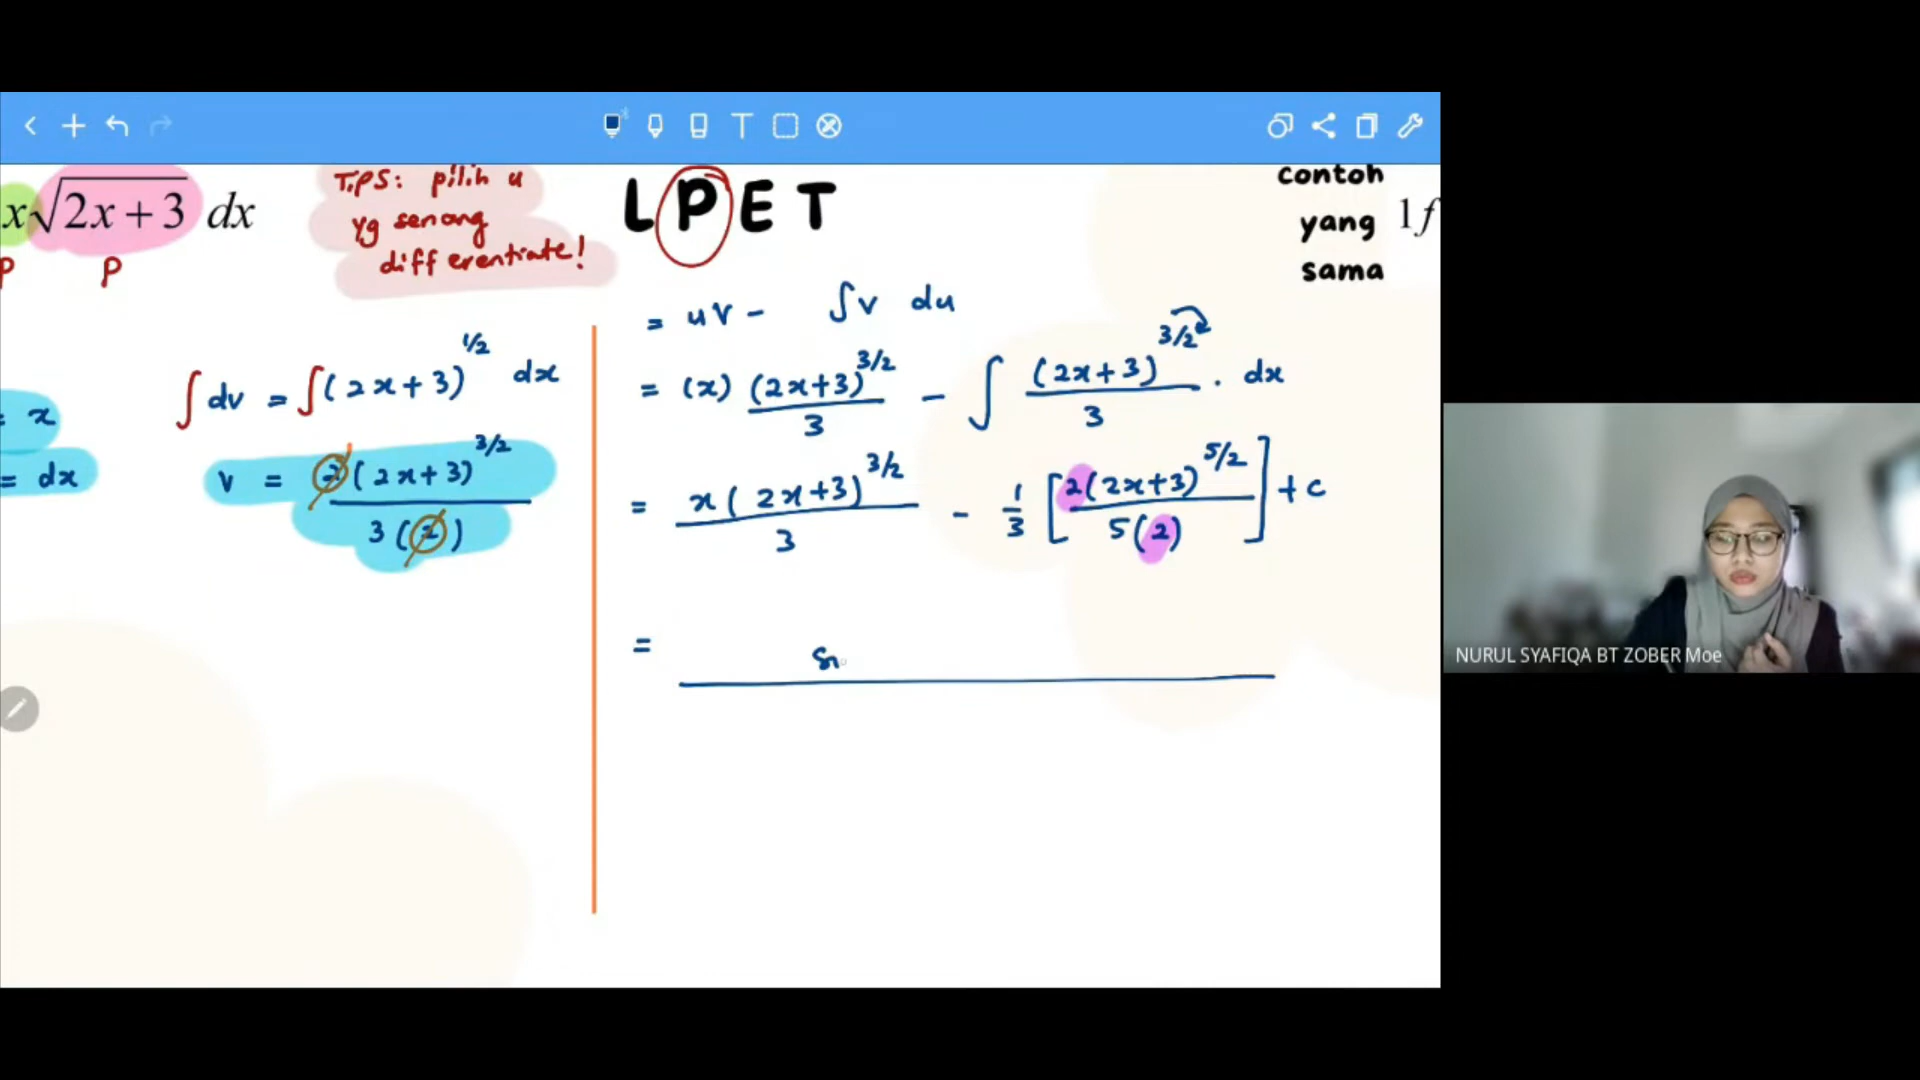 x√(2x+3) dx
P P
TIPS: pilih u
yg senang
differentiate!
LPET
contoh
yang
sama
1f
= x
= dx
∫ dv = ∫(2x+3)^1/2 dx
v = 2(2x+3)^3/2 / 3(2)
= uv - ∫v du
= (x) (2x+3)^3/2 / 3 - ∫ (2x+3)^3/2 / 3 . dx
= x(2x+3)^3/2 / 3 - 1/3 [2(2x+3)^5/2 / 5(2)] + c
=
NURUL SYAFIQA BT ZOBER Moe